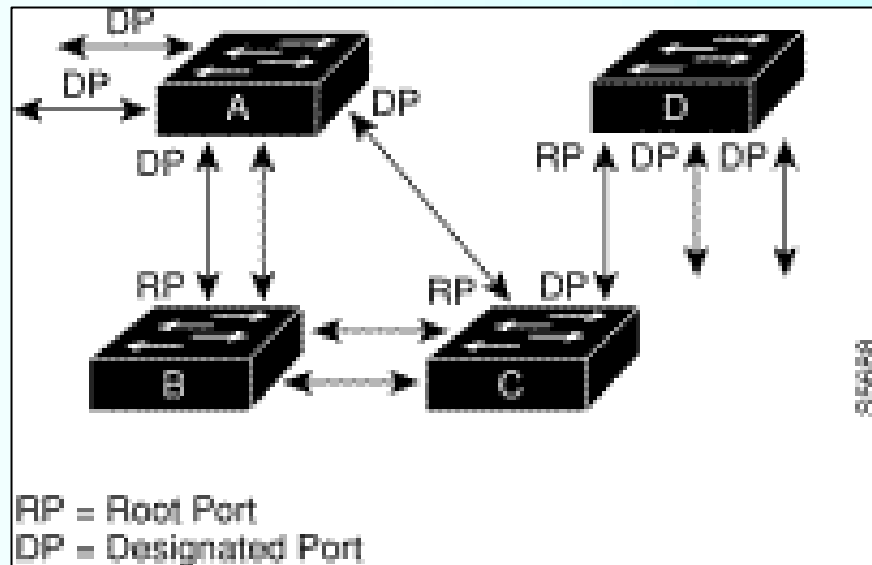 DP
DP
A
DP
D
DP
RP DP DP
RP
RP
DP
B
C
RP = Root Port
DP = Designated Port